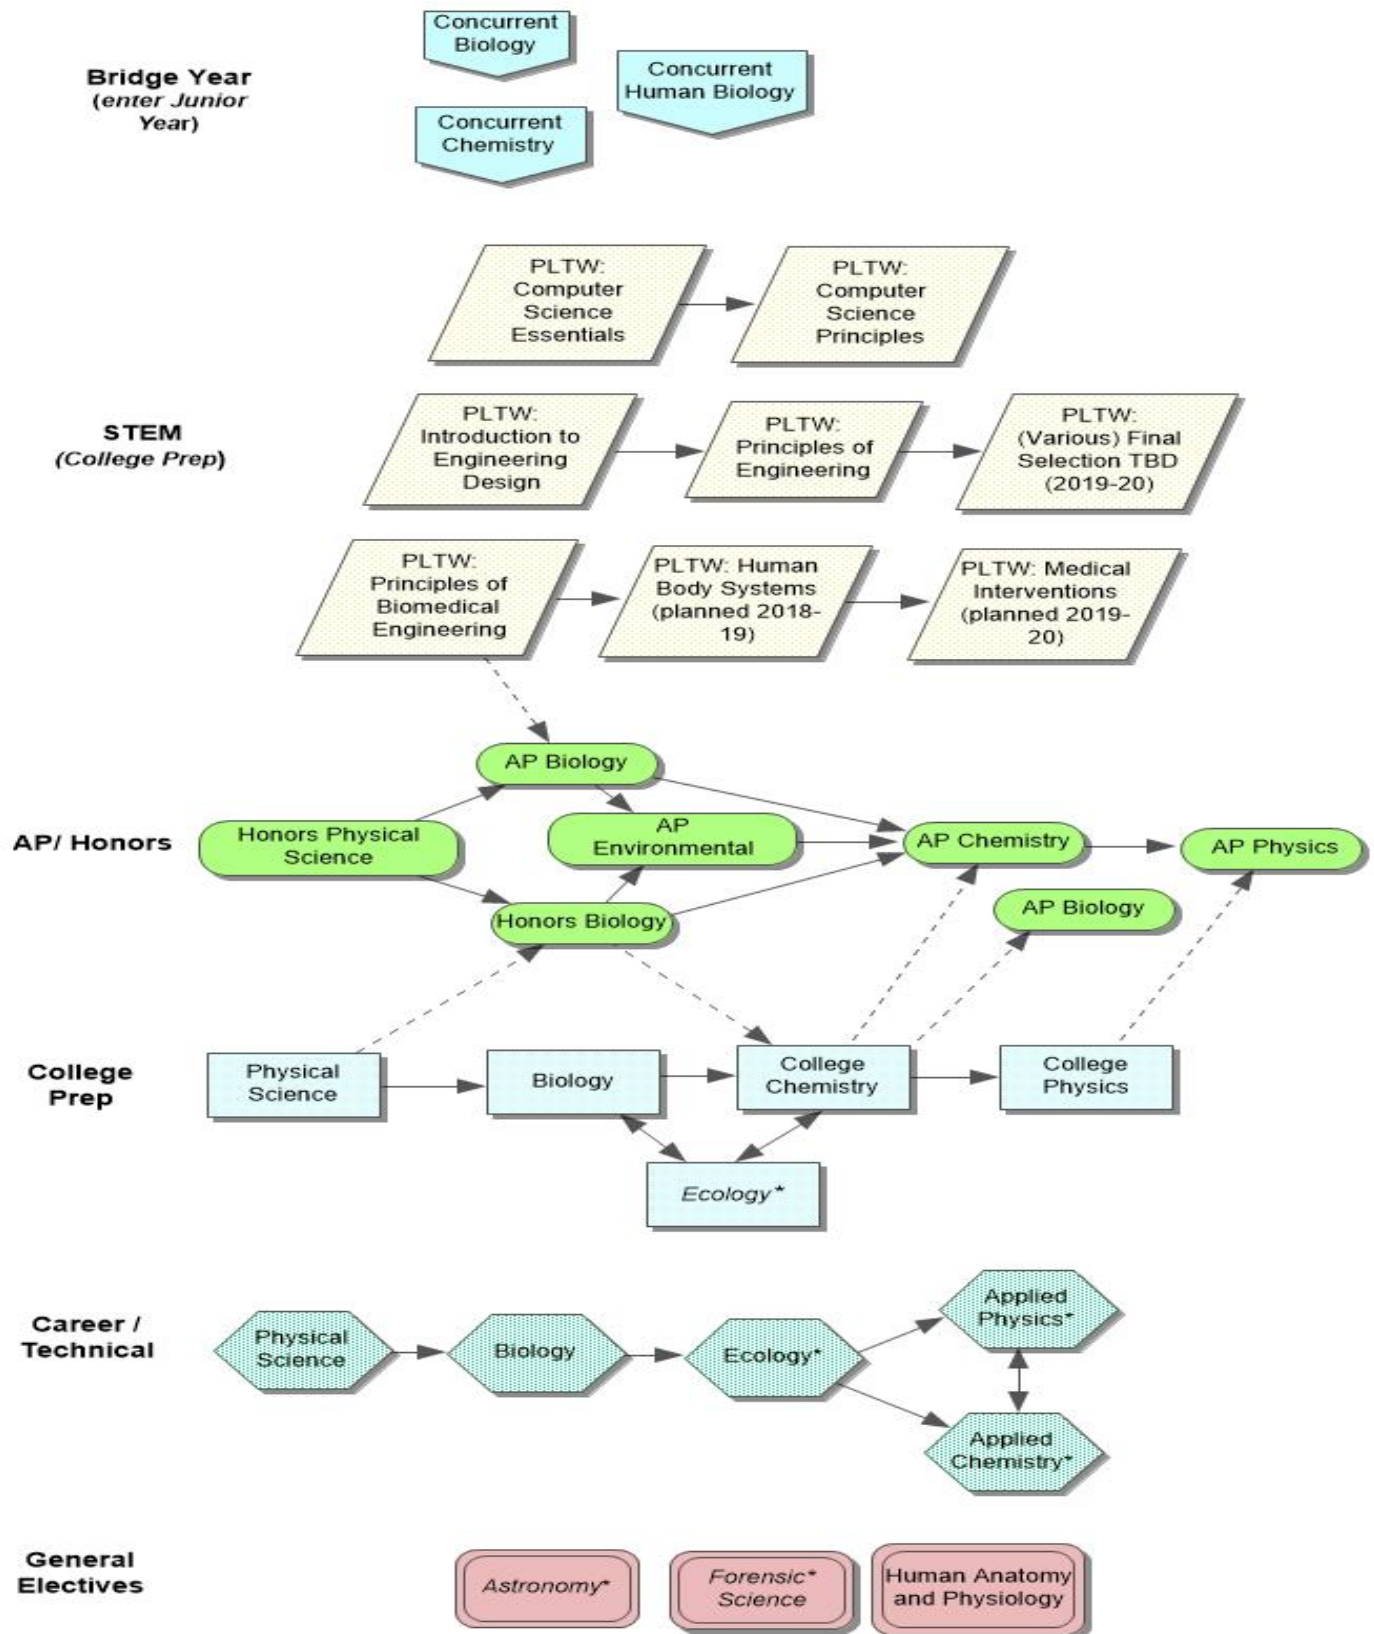 Concurrent
Biology
Concurrent
Human Biology
Bridge Year
(enter Junior
Year)
Concurrent
Chemistry
PLTW:
Computer
Science
Essentials
PLTW:
Computer
Science
Principles
STEM
(College Prep)
PLTW:
Introduction to
Engineering
Design
PLTW:
Principles of
Engineering
PLTW:
(Various) Final
Selection TBD
(2019-20)
PLTW:
Principles of
Biomedical
Engineering
PLTW: Human
Body Systems
(planned 2018-
19)
PLTW: Medical
Interventions
(planned 2019-
20)
AP/ Honors
AP Biology
Honors Physical
Science
AP
Environmental
AP Chemistry
AP Physics
Honors Biology
AP Biology
College
Prep
Physical
Science
Biology
College
Chemistry
College
Physics
Ecology*
Career /
Technical
Physical
Science
Biology
Ecology*
Applied
Physics*
Applied
Chemistry*
General
Electives
Astronomy*
Forensic*
Science
Human Anatomy
and Physiology